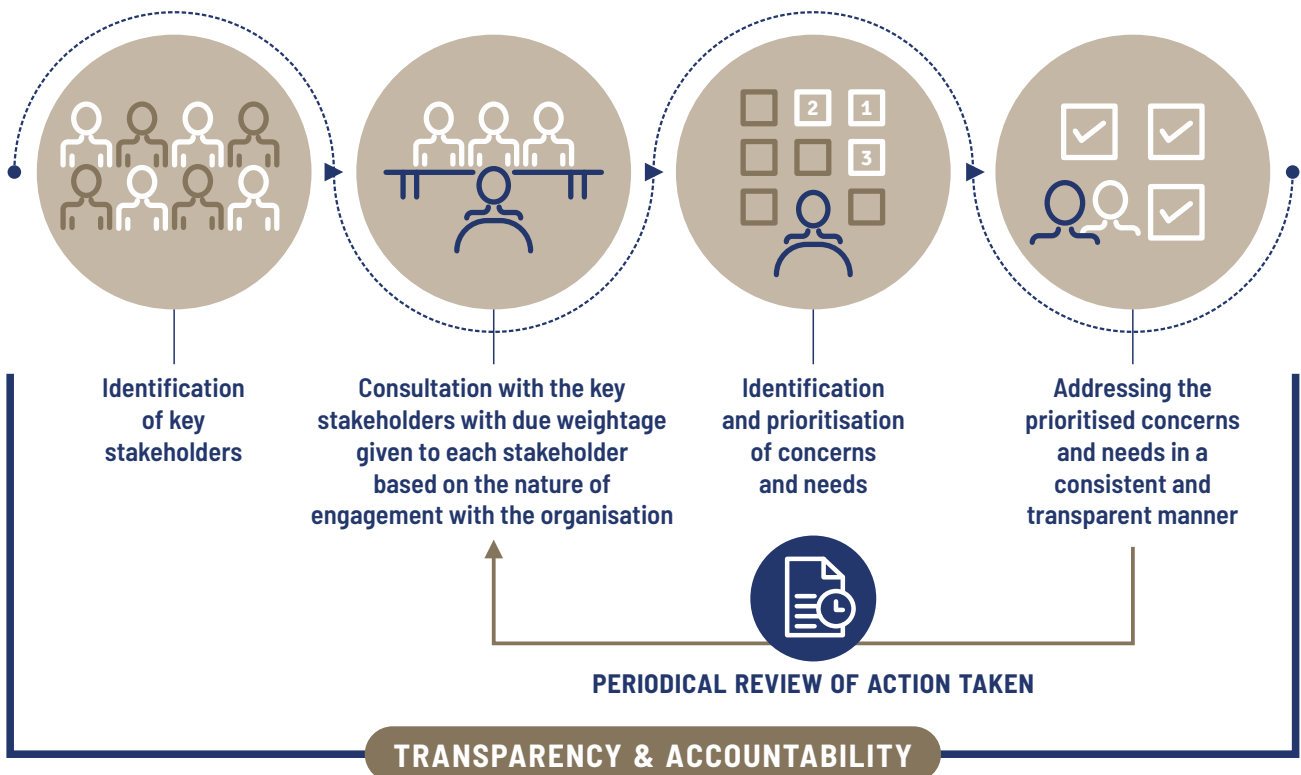 2
1
3
Identification
of key
stakeholders
Consultation with the key
stakeholders with due weightage
given to each stakeholder
based on the nature of
engagement with the organisation
Identification
and prioritisation
of concerns
and needs
Addressing the
prioritised concerns
and needs in a
consistent and
transparent manner
PERIODICAL REVIEW OF ACTION TAKEN
TRANSPARENCY & ACCOUNTABILITY